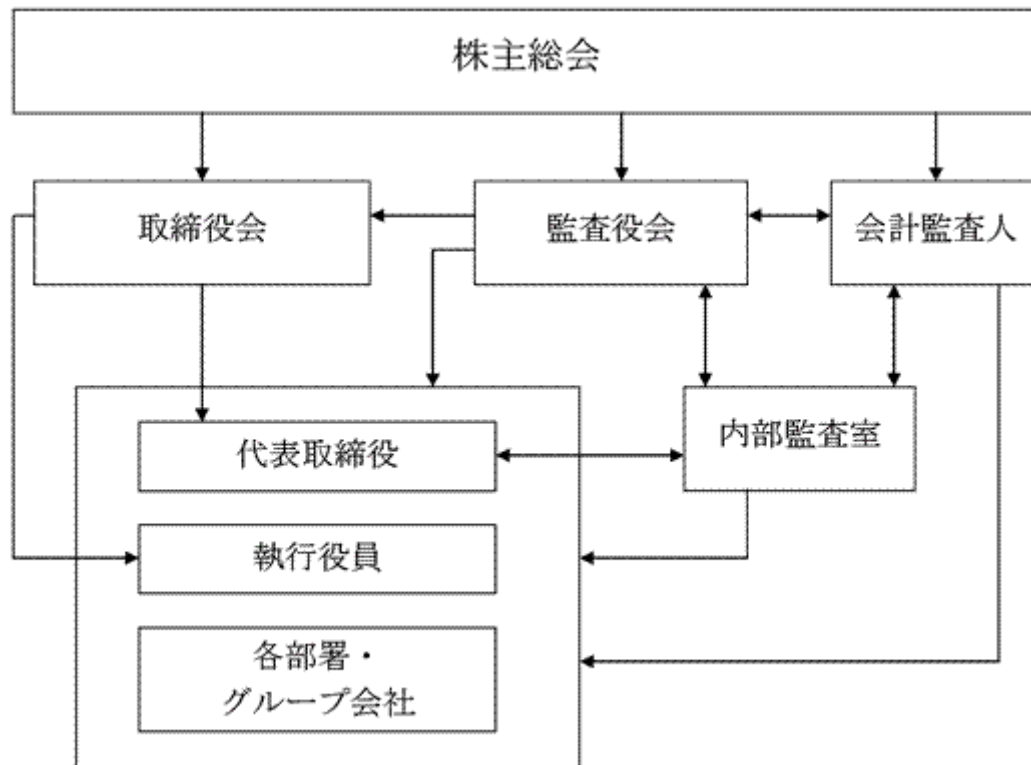 株主総会
取締役会
監査役会
会計監査人
代表取締役
内部監査室
執行役員
各部署・
グループ会社